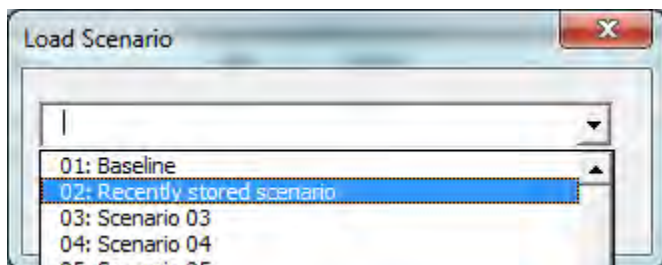 Load Scenario
01: Baseline
02: Recently stored scenario
03: Scenario 03
04: Scenario 04